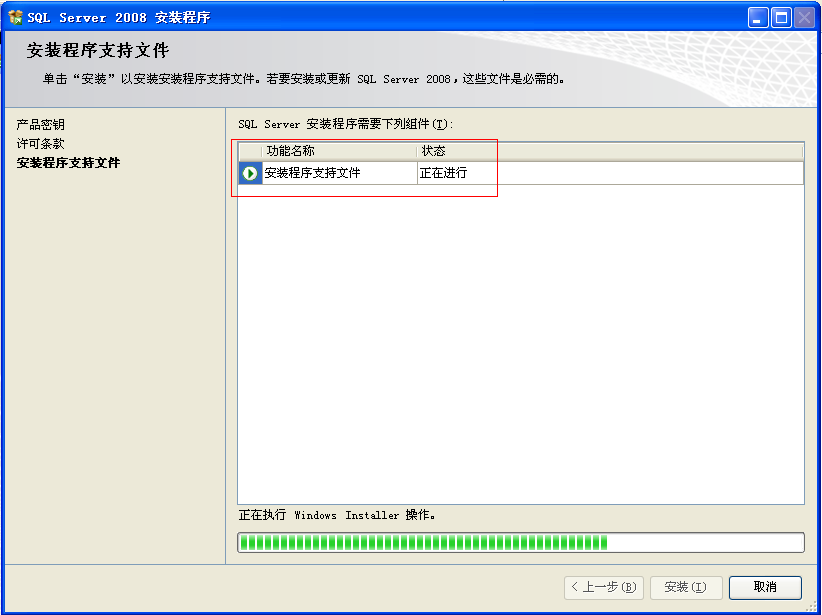 SQL Server 2008 安装程序
安装程序支持文件
单击“安装”以安装安装程序支持文件。若要安装或更新 SQL Server 2008，这些文件是必需的。
产品密钥
许可条款
安装程序支持文件
SQL Server 安装程序需要下列组件(T):
功能名称 状态
安装程序支持文件 正在进行
正在执行 Windows Installer 操作。
< 上一步(B) 安装(I) 取消